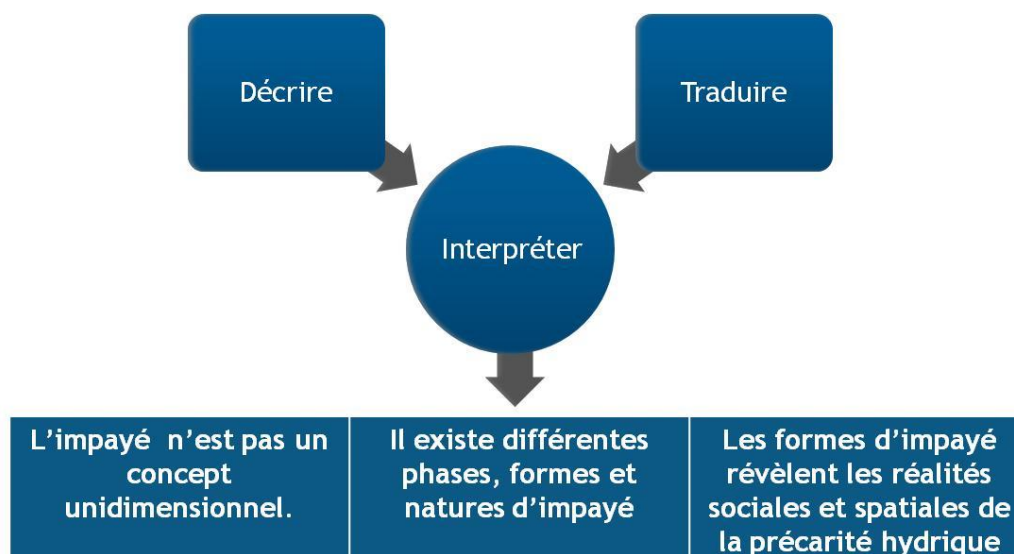 Décrire
Traduire
Interpréter
L'impayé n'est pas un
concept
unidimensionnel.
Il existe différentes
phases, formes et
natures d'impayé
Les formes d'impayé
révèlent les réalités
sociales et spatiales de
la précarité hydrique